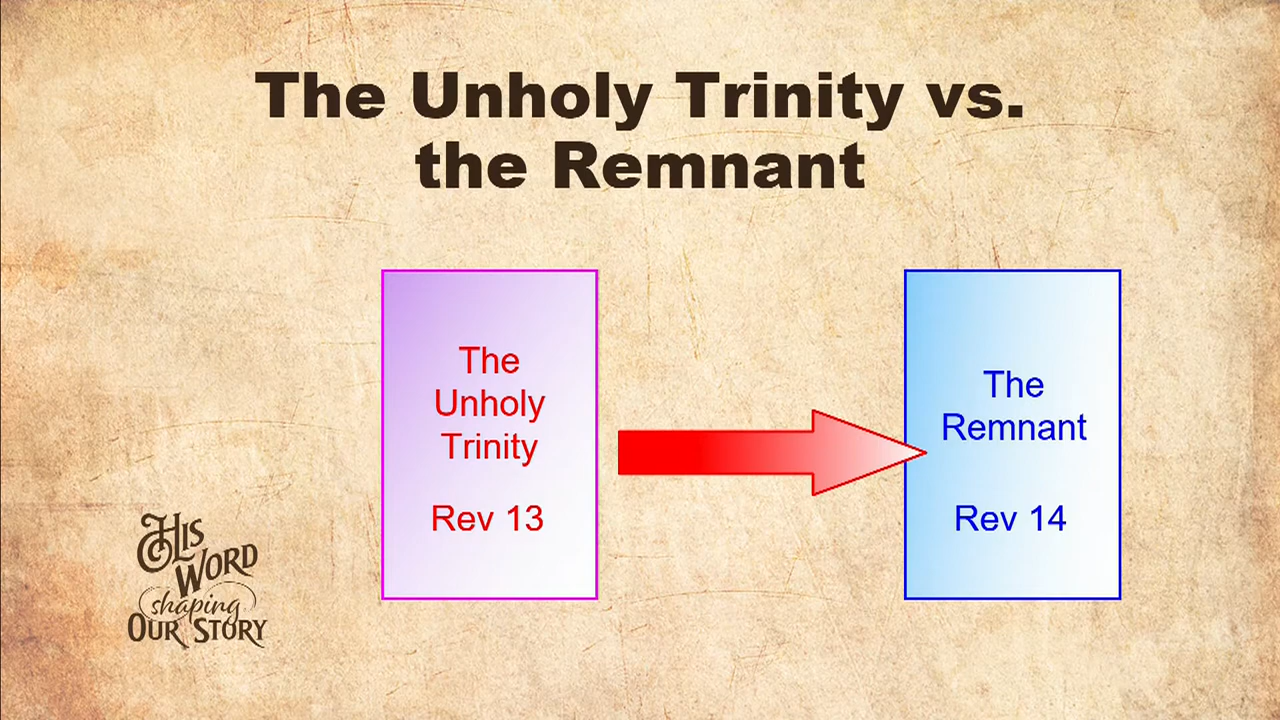 The Unholy Trinity vs.
the Remnant
The
Unholy
Trinity
Rev 13
The
Remnant
Rev 14
HIS
WORD
shaping
OUR STORY